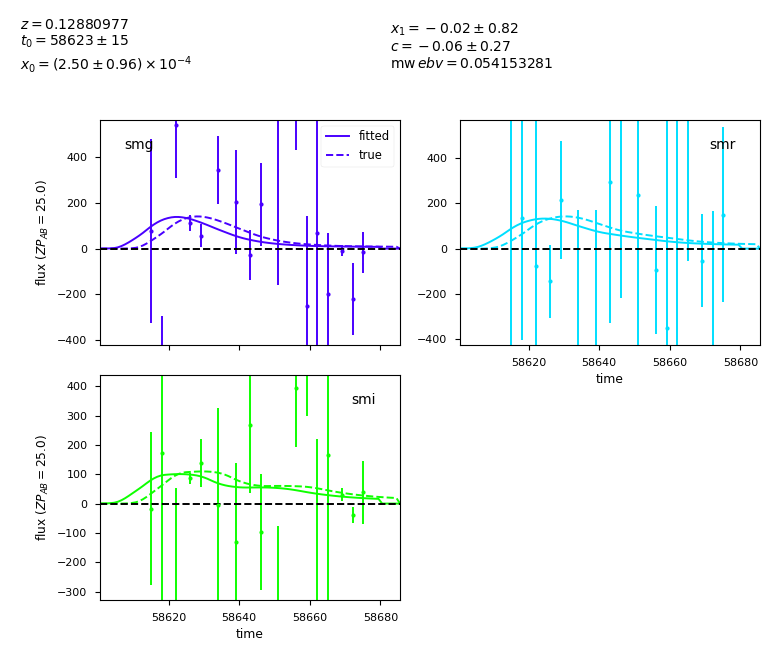 z = 0.12880977
t₀ = 58623 ± 15
x₀ = (2.50 ± 0.96) × 10⁻⁴
x₁ = −0.02 ± 0.82
c = −0.06 ± 0.27
mw ebv = 0.054153281
smg
fitted
true
400
200
0
−200
−400
flux (ZP_AB = 25.0)
smr
400
200
0
−200
−400
58620 58640 58660 58680
time
smi
400
300
200
100
0
−100
−200
−300
flux (ZP_AB = 25.0)
58620 58640 58660 58680
time